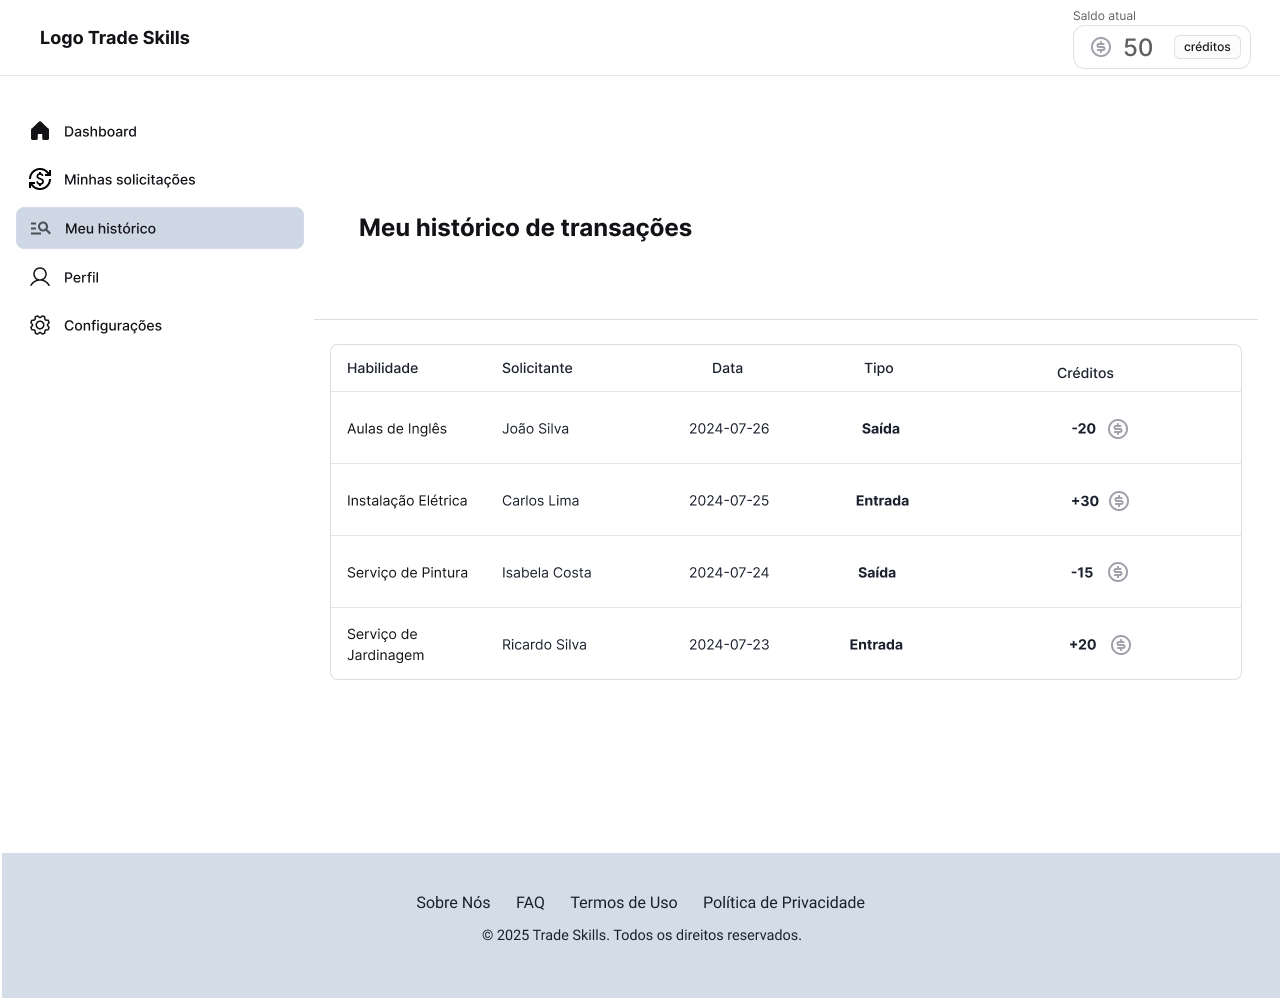 Logo Trade Skills
Saldo atual
50 créditos
Dashboard
Minhas solicitações
Meu histórico
Perfil
Configurações
Meu histórico de transações
Habilidade Solicitante Data Tipo Créditos
Aulas de Inglês João Silva 2024-07-26 Saída -20
Instalação Elétrica Carlos Lima 2024-07-25 Entrada +30
Serviço de Pintura Isabela Costa 2024-07-24 Saída -15
Serviço de
Jardinagem Ricardo Silva 2024-07-23 Entrada +20
Sobre Nós FAQ Termos de Uso Política de Privacidade
© 2025 Trade Skills. Todos os direitos reservados.